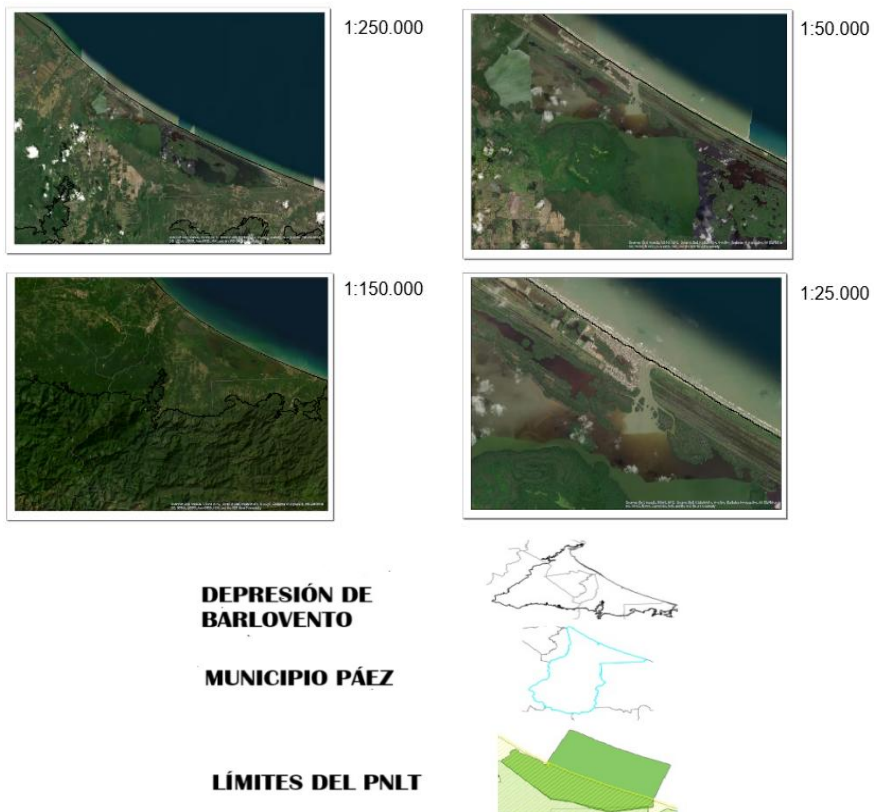 1:250.000
1:50.000
1:150.000
1:25.000
DEPRESIÓN DE
BARLOVENTO
MUNICIPIO PÁEZ
LÍMITES DEL PNLT